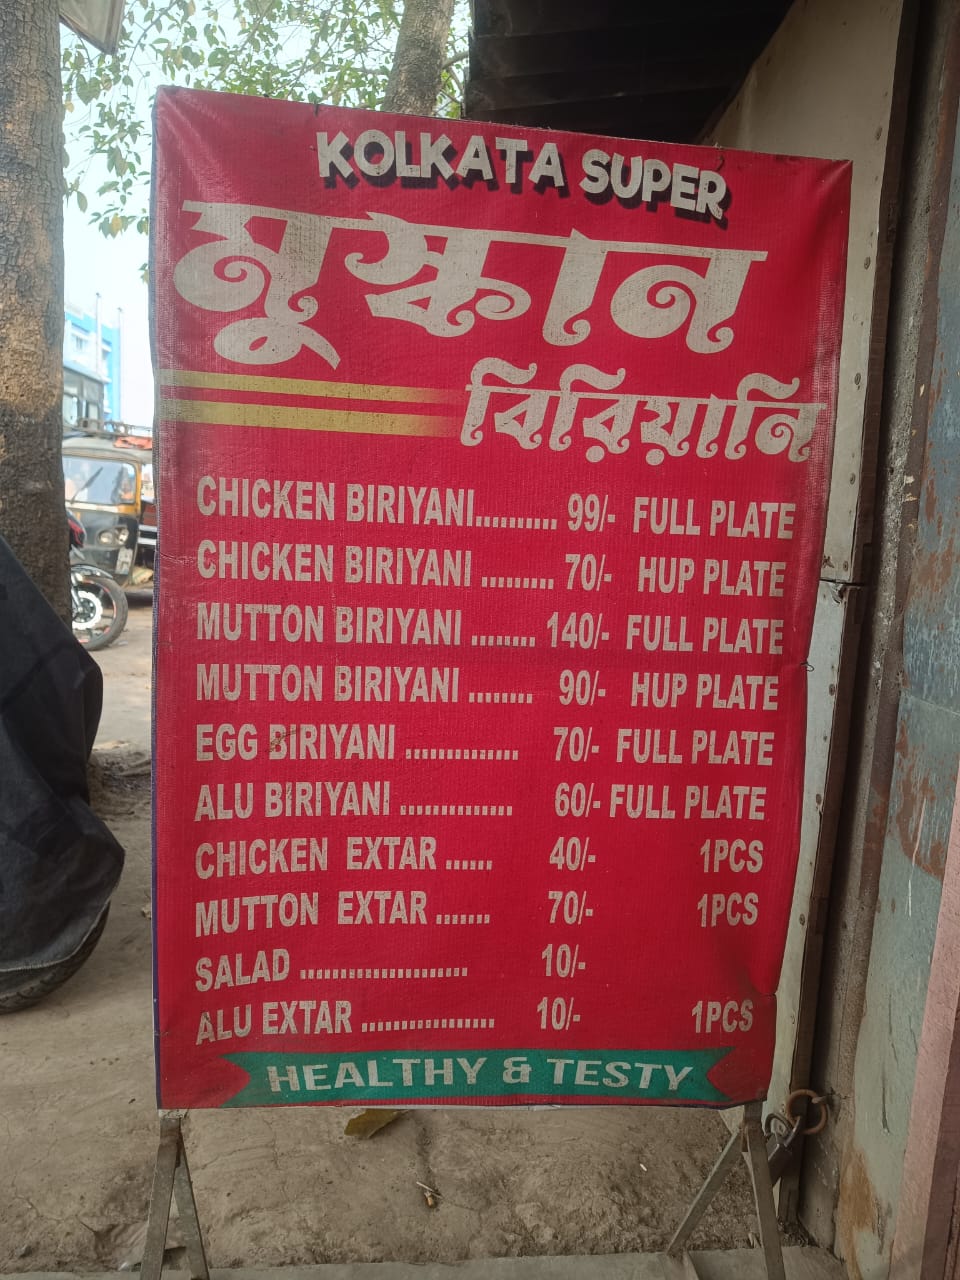 KOLKATA SUPER
মুস্কান
বিরিয়ানি
CHICKEN BIRIYANI.......... 99/- FULL PLATE
CHICKEN BIRIYANI ......... 70/- HUP PLATE
MUTTON BIRIYANI ........ 140/- FULL PLATE
MUTTON BIRIYANI ........ 90/- HUP PLATE
EGG BIRIYANI .............. 70/- FULL PLATE
ALU BIRIYANI .............. 60/- FULL PLATE
CHICKEN EXTAR ...... 40/- 1PCS
MUTTON EXTAR ....... 70/- 1PCS
SALAD ..................... 10/-
ALU EXTAR ................. 10/- 1PCS
HEALTHY & TESTY